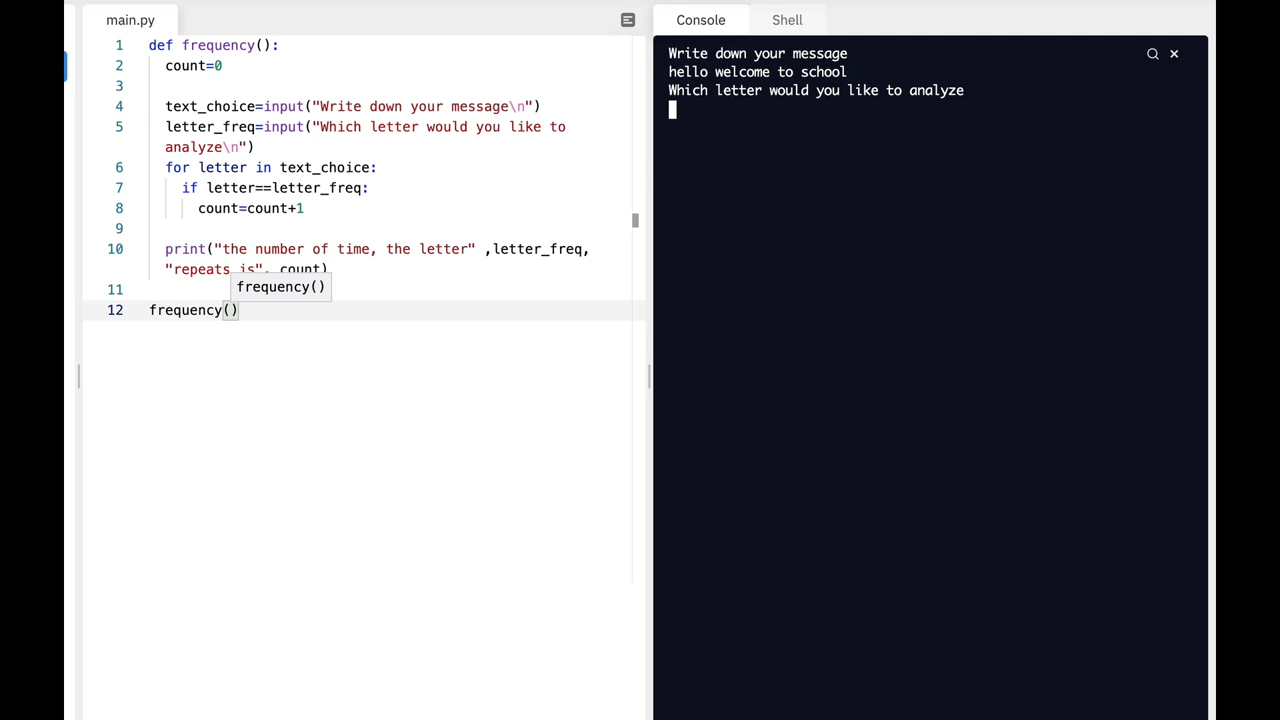 main.py
1 def frequency():
2 count=0
3
4 text_choice=input("Write down your message\n")
5 letter_freq=input("Which letter would you like to
analyze\n")
6 for letter in text_choice:
7 if letter==letter_freq:
8 count=count+1
9
10 print("the number of time, the letter" ,letter_freq,
"repeats is", count)
frequency()
11
12 frequency()
Console Shell
Write down your message
hello welcome to school
Which letter would you like to analyze